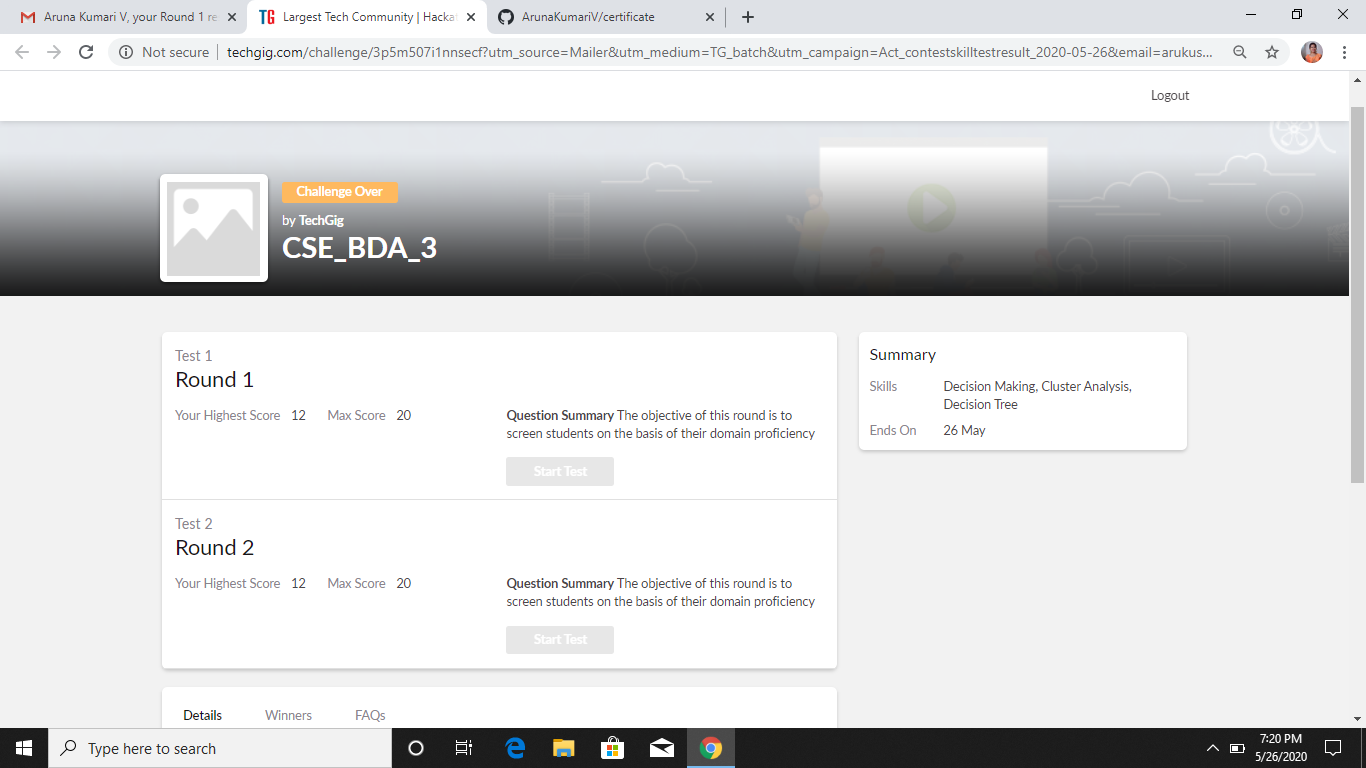 Aruna Kumari V, your Round 1 re
Largest Tech Community | Hacka
ArunaKumariV/certificate
Not secure
techgig.com/challenge/3p5m507i1nnsecf?utm_source=Mailer&utm_medium=TG_batch&utm_campaign=Act_contestskilltestresult_2020-05-26&email=arukus...
Logout
Challenge Over
by TechGig
CSE_BDA_3
Test 1
Round 1
Your Highest Score 12 Max Score 20
Question Summary The objective of this round is to
screen students on the basis of their domain proficiency
Start Test
Test 2
Round 2
Your Highest Score 12 Max Score 20
Question Summary The objective of this round is to
screen students on the basis of their domain proficiency
Start Test
Summary
Skills Decision Making, Cluster Analysis,
Decision Tree
Ends On 26 May
Details Winners FAQs
Type here to search
7:20 PM
5/26/2020